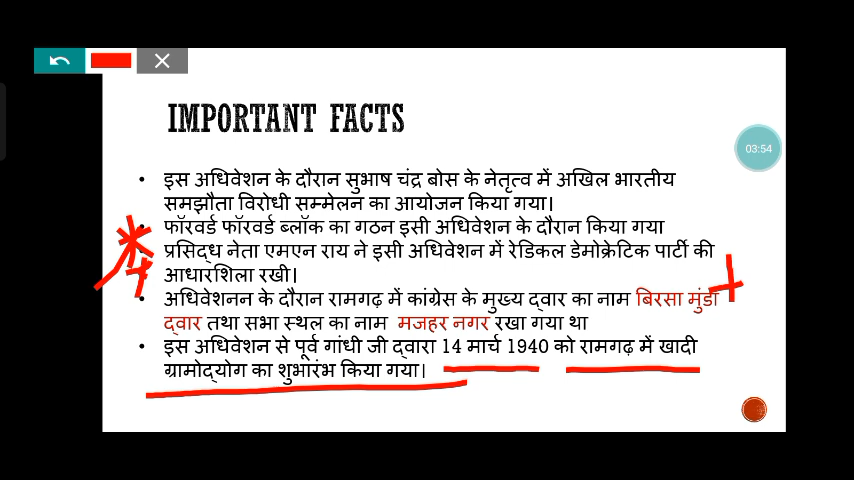 IMPORTANT FACTS
03:54
• इस अधिवेशन के दौरान सुभाष चंद्र बोस के नेतृत्व में अखिल भारतीय
समझौता विरोधी सम्मेलन का आयोजन किया गया।
• फॉरवर्ड फॉरवर्ड ब्लॉक का गठन इसी अधिवेशन के दौरान किया गया
• प्रसिद्ध नेता एमएन राय ने इसी अधिवेशन में रेडिकल डेमोक्रेटिक पार्टी की
आधारशिला रखी।
• अधिवेशनन के दौरान रामगढ़ में कांग्रेस के मुख्य द्वार का नाम बिरसा मुंडा
द्वार तथा सभा स्थल का नाम मजहर नगर रखा गया था
• इस अधिवेशन से पूर्व गांधी जी द्वारा 14 मार्च 1940 को रामगढ़ में खादी
ग्रामोद्योग का शुभारंभ किया गया।